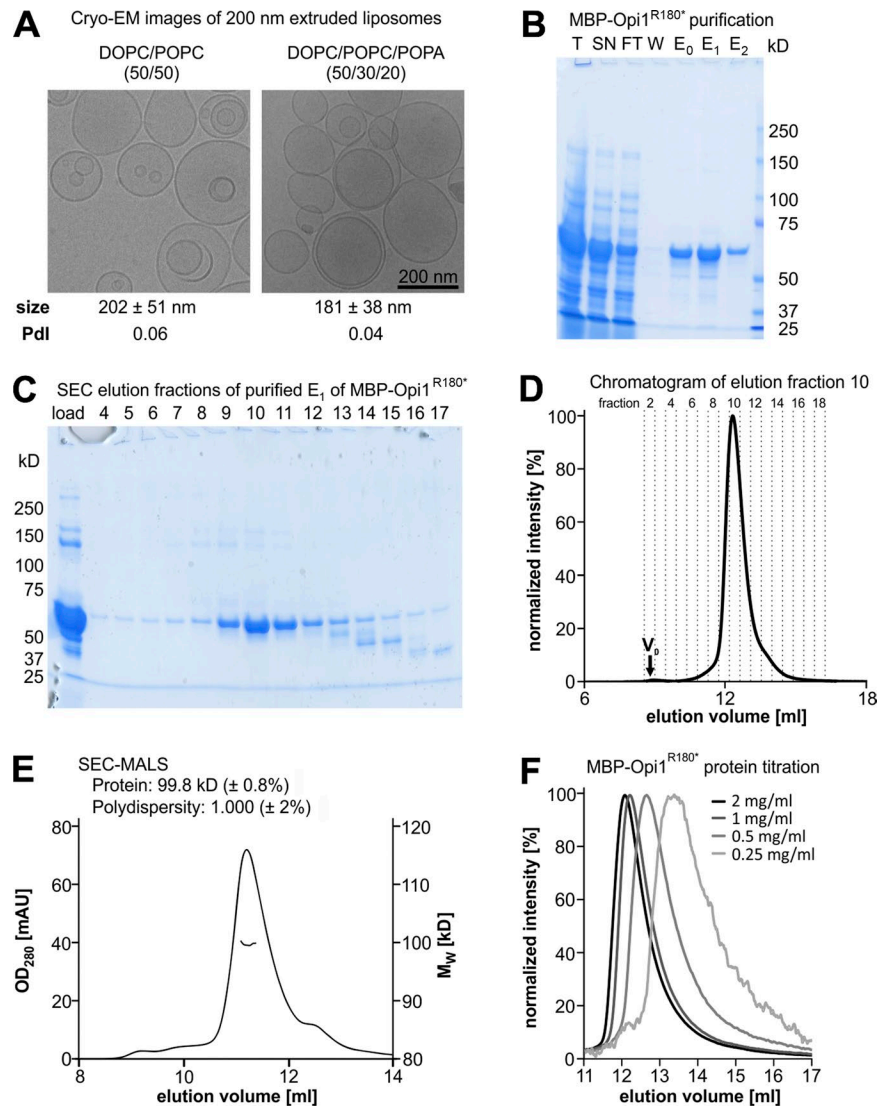 A
Cryo-EM images of 200 nm extruded liposomes
DOPC/POPC
(50/50)
DOPC/POPC/POPA
(50/30/20)
200 nm
size 202 ± 51 nm 181 ± 38 nm
PdI 0.06 0.04
B
MBP-Opi1R180* purification
T SN FT W E0 E1 E2 kD
250
150
100
75
50
37
25
C
SEC elution fractions of purified E1 of MBP-Opi1R180*
load 4 5 6 7 8 9 10 11 12 13 14 15 16 17
kD
250
150
100
75
50
37
25
D
Chromatogram of elution fraction 10
fraction 2 4 6 8 10 12 14 16 18
normalized intensity [%]
100
80
60
40
20
0
V0
6 12 18
elution volume [ml]
E
SEC-MALS
Protein: 99.8 kD (± 0.8%)
Polydispersity: 1.000 (± 2%)
OD280 [mAU]
80
60
40
20
0
MW [kD]
120
110
100
90
80
8 10 12 14
elution volume [ml]
F
MBP-Opi1R180* protein titration
2 mg/ml
1 mg/ml
0.5 mg/ml
0.25 mg/ml
normalized intensity [%]
100
80
60
40
20
0
11 12 13 14 15 16 17
elution volume [ml]